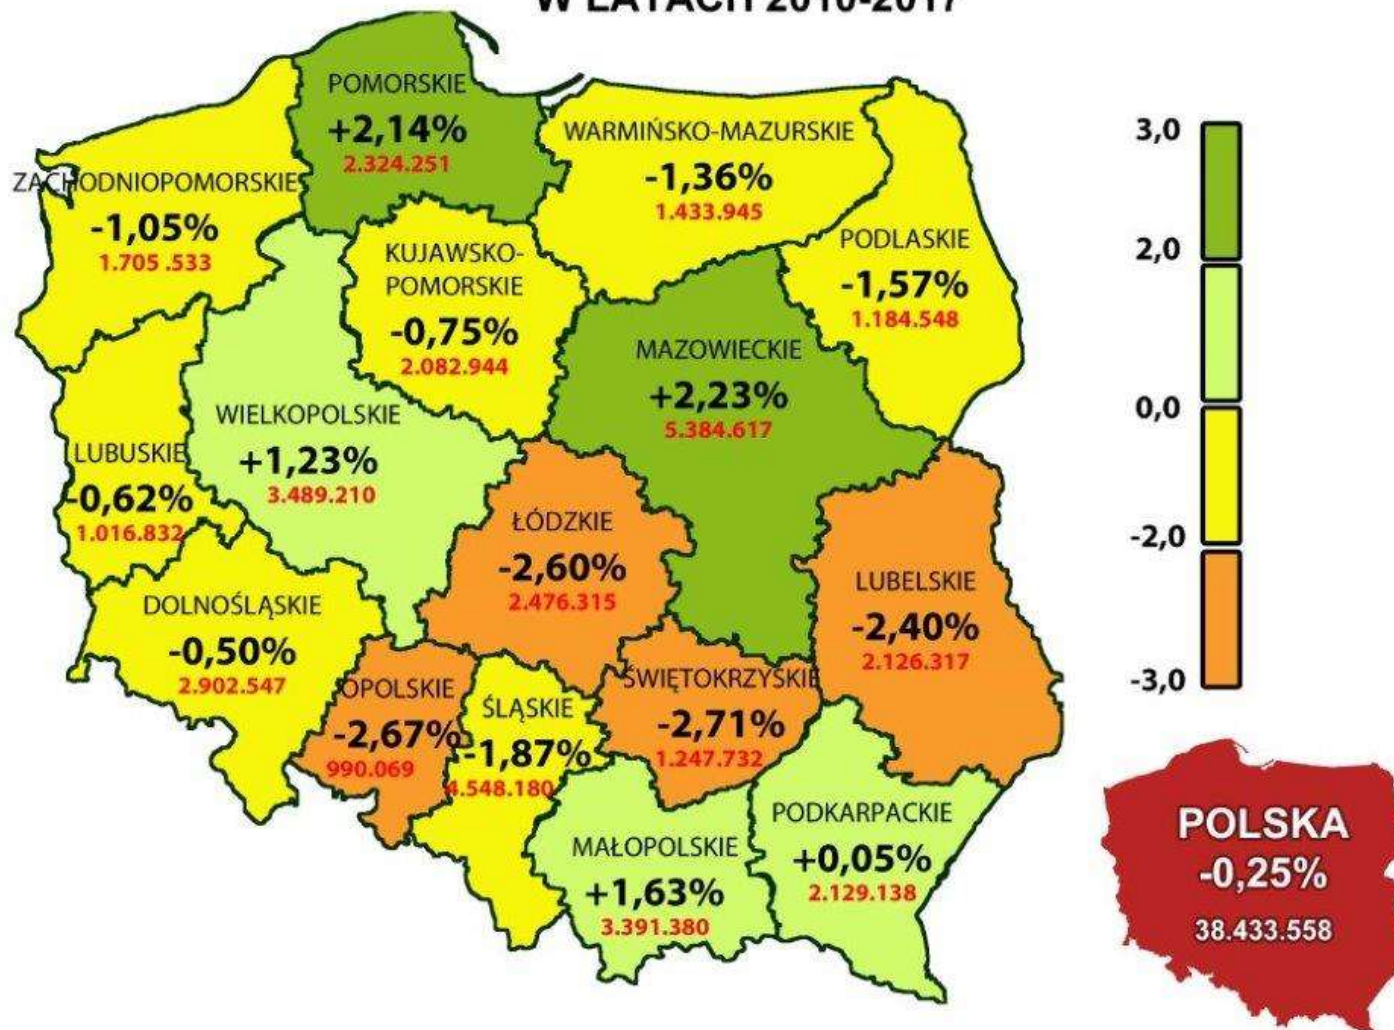 W LATACH 2010-2017
POMORSKIE
+2,14%
2.324.251
WARMIŃSKO-MAZURSKIE
-1,36%
1.433.945
ZACHODNIOPOMORSKIE
-1,05%
1.705 .533
KUJAWSKO-
POMORSKIE
-0,75%
2.082.944
PODLASKIE
-1,57%
1.184.548
MAZOWIECKIE
+2,23%
5.384.617
WIELKOPOLSKIE
+1,23%
3.489.210
LUBUSKIE
-0,62%
1.016.832
ŁÓDZKIE
-2,60%
2.476.315
LUBELSKIE
-2,40%
2.126.317
DOLNOŚLĄSKIE
-0,50%
2.902.547
OPOLSKIE
-2,67%
990.069
ŚLĄSKIE
-1,87%
4.548.180
ŚWIĘTOKRZYSKIE
-2,71%
1.247.732
MAŁOPOLSKIE
+1,63%
3.391.380
PODKARPACKIE
+0,05%
2.129.138
3,0
2,0
0,0
-2,0
-3,0
POLSKA
-0,25%
38.433.558